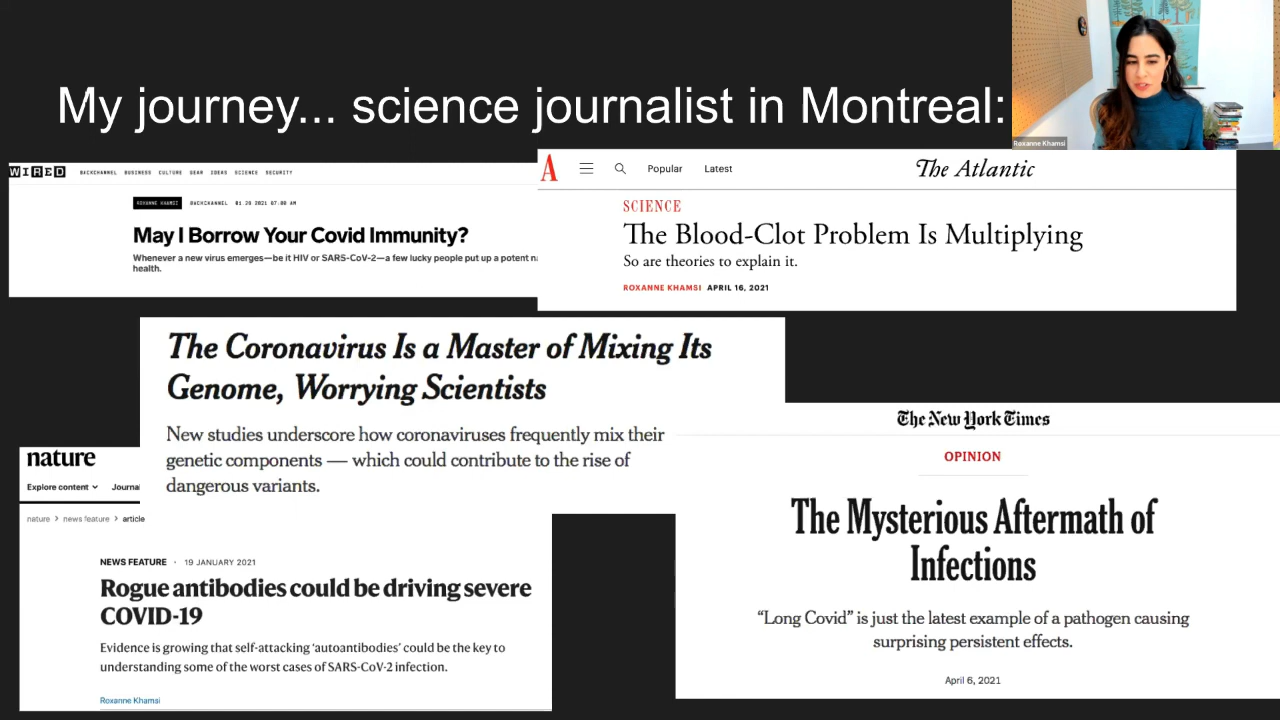 My journey... science journalist in Montreal:
Roxanne Khamsi
WIRED
BACKCHANNEL BUSINESS CULTURE GEAR IDEAS SCIENCE SECURITY
ROXANNE KHAMSI BACKCHANNEL 01.26.2021 07:00 AM
May I Borrow Your Covid Immunity?
Whenever a new virus emerges—be it HIV or SARS-CoV-2—a few lucky people put up a potent
health.
A
Popular Latest
The Atlantic
SCIENCE
The Blood-Clot Problem Is Multiplying
So are theories to explain it.
ROXANNE KHAMSI APRIL 16, 2021
The Coronavirus Is a Master of Mixing Its
Genome, Worrying Scientists
New studies underscore how coronaviruses frequently mix their
genetic components — which could contribute to the rise of
dangerous variants.
nature
Explore content Journa
nature > news feature > article
NEWS FEATURE · 19 JANUARY 2021
Rogue antibodies could be driving severe
COVID-19
Evidence is growing that self-attacking ‘autoantibodies’ could be the key to
understanding some of the worst cases of SARS-CoV-2 infection.
Roxanne Khamsi
The New York Times
OPINION
The Mysterious Aftermath of
Infections
“Long Covid” is just the latest example of a pathogen causing
surprising persistent effects.
April 6, 2021